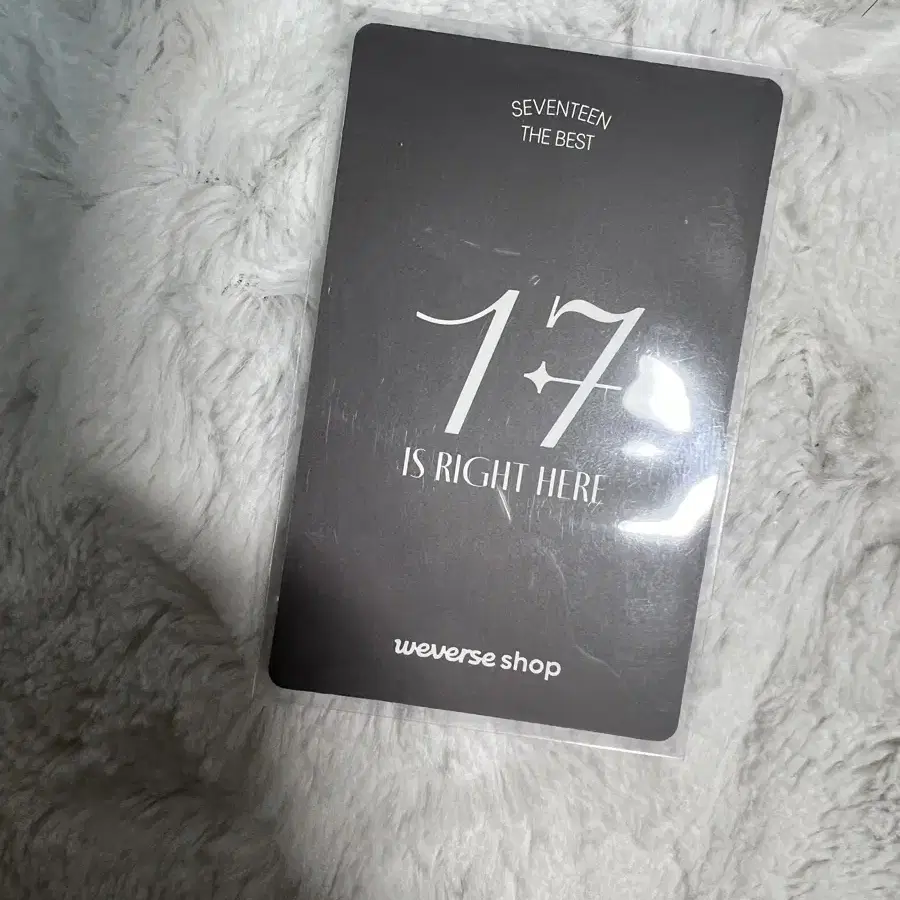 SEVENTEEN
THE BEST
17
IS RIGHT HERE
weverse shop